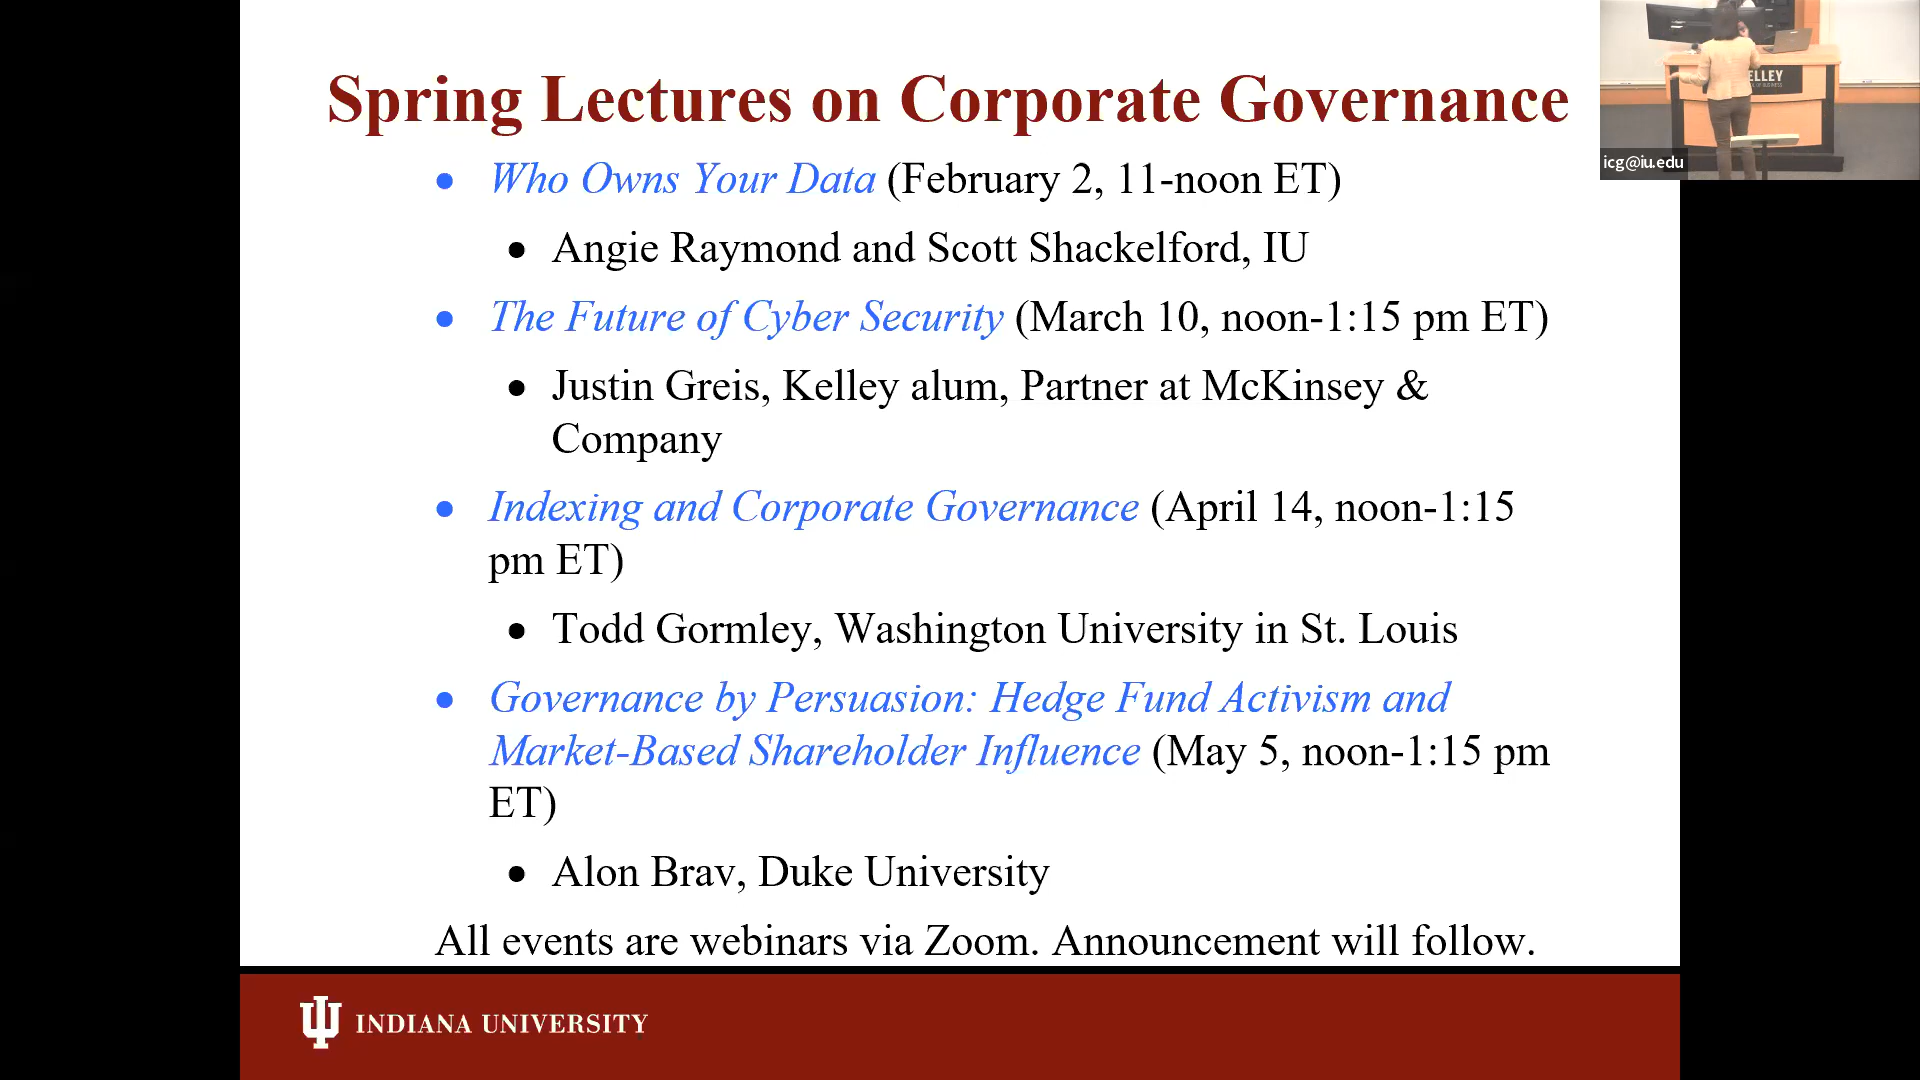 Spring Lectures on Corporate Governance
• Who Owns Your Data (February 2, 11-noon ET)
• Angie Raymond and Scott Shackelford, IU
• The Future of Cyber Security (March 10, noon-1:15 pm ET)
• Justin Greis, Kelley alum, Partner at McKinsey &
Company
• Indexing and Corporate Governance (April 14, noon-1:15
pm ET)
• Todd Gormley, Washington University in St. Louis
• Governance by Persuasion: Hedge Fund Activism and
Market-Based Shareholder Influence (May 5, noon-1:15 pm
ET)
• Alon Brav, Duke University
All events are webinars via Zoom. Announcement will follow.
INDIANA UNIVERSITY
ELLEY
icg@iu.edu